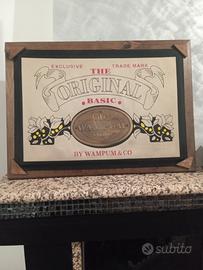 EXCLUSIVE TRADE MARK
THE
ORIGINAL
BASIC
BY WAMPUM & CO
subito